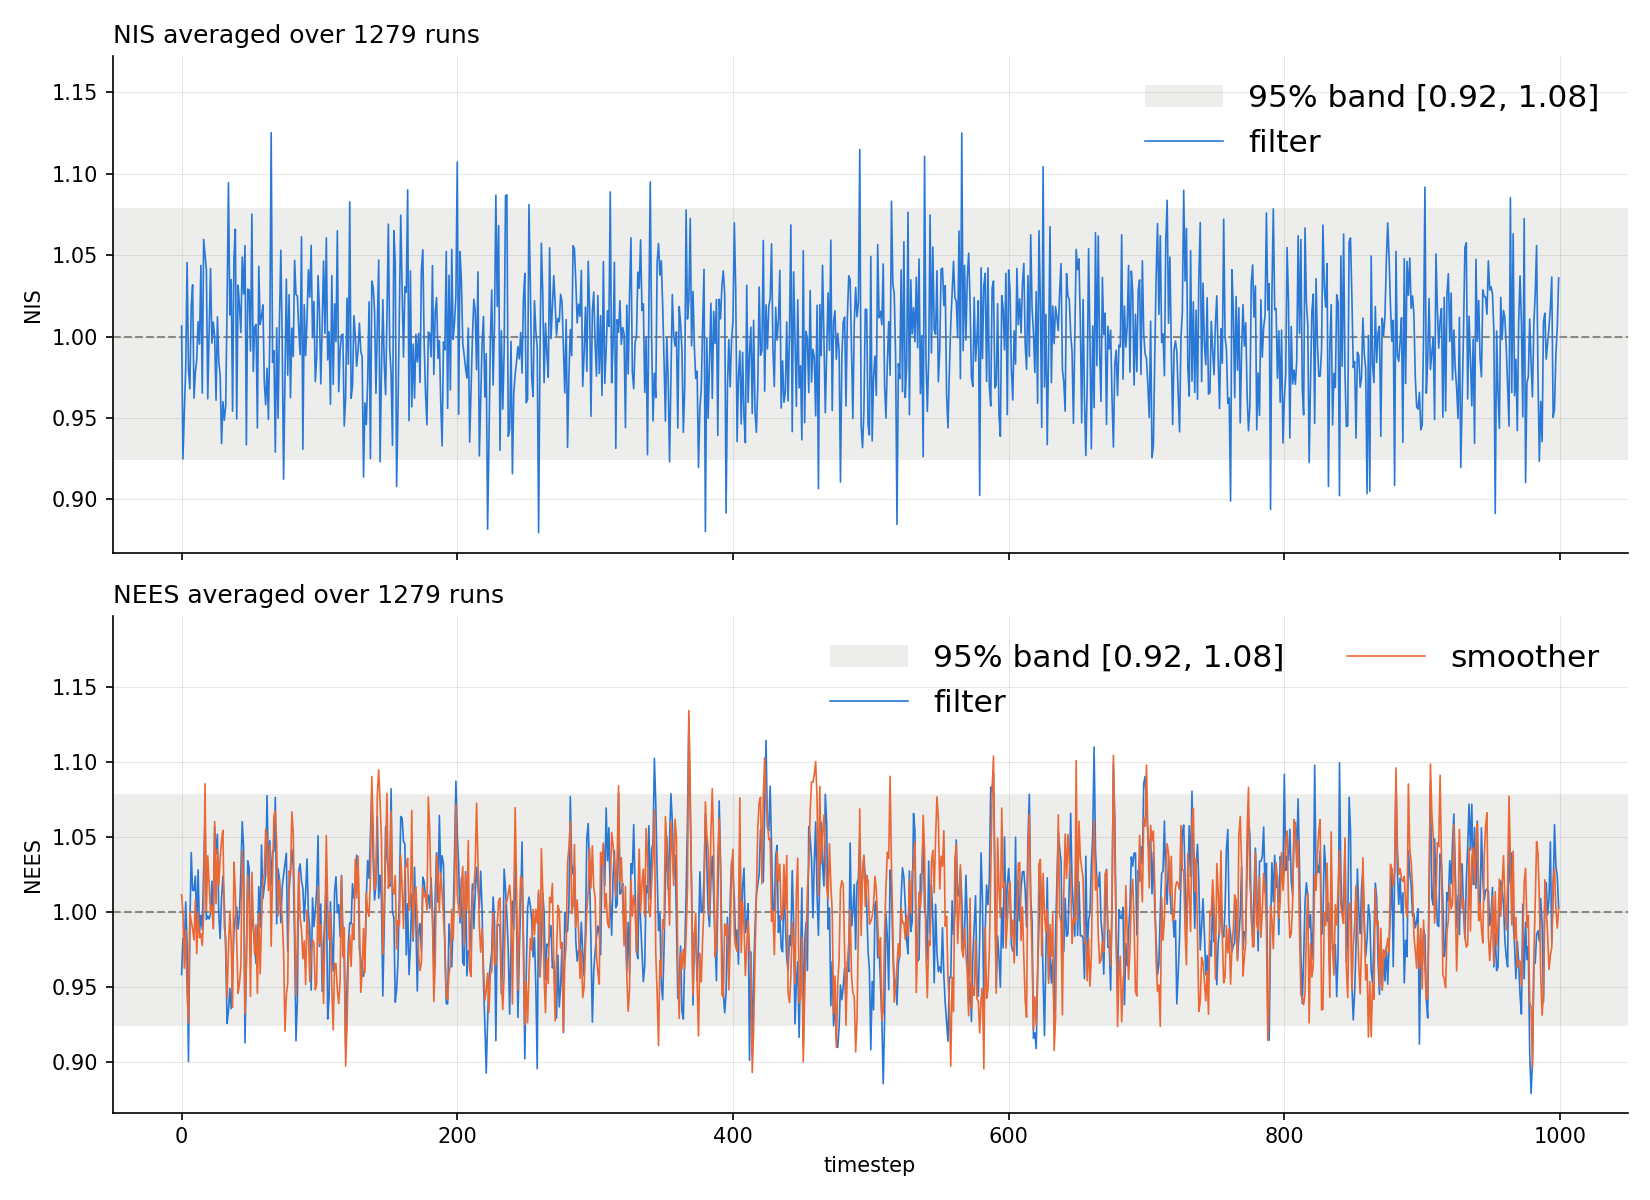 NIS averaged over 1279 runs
1.15
1.10
1.05
1.00
0.95
0.90
NIS
95% band [0.92, 1.08]
filter
NEES averaged over 1279 runs
1.15
1.10
1.05
1.00
0.95
0.90
NEES
95% band [0.92, 1.08]
filter
smoother
0 200 400 600 800 1000
timestep